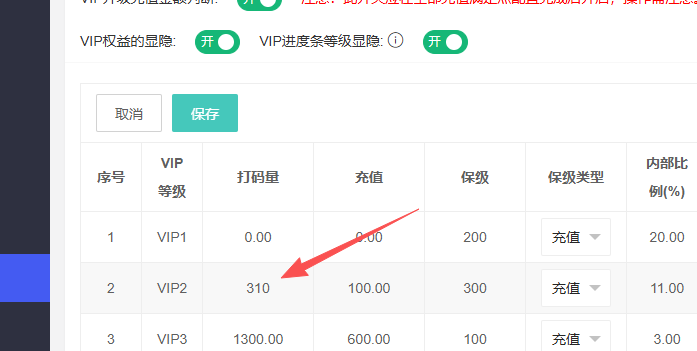 VIP权益的显隐: 开 VIP进度条等级显隐: 开
取消 保存
序号 VIP等级 打码量 充值 保级 保级类型 内部比例(%)
1 VIP1 0.00 0.00 200 充值 20.00
2 VIP2 310 100.00 300 充值 11.00
3 VIP3 1300.00 600.00 100 充值 3.00